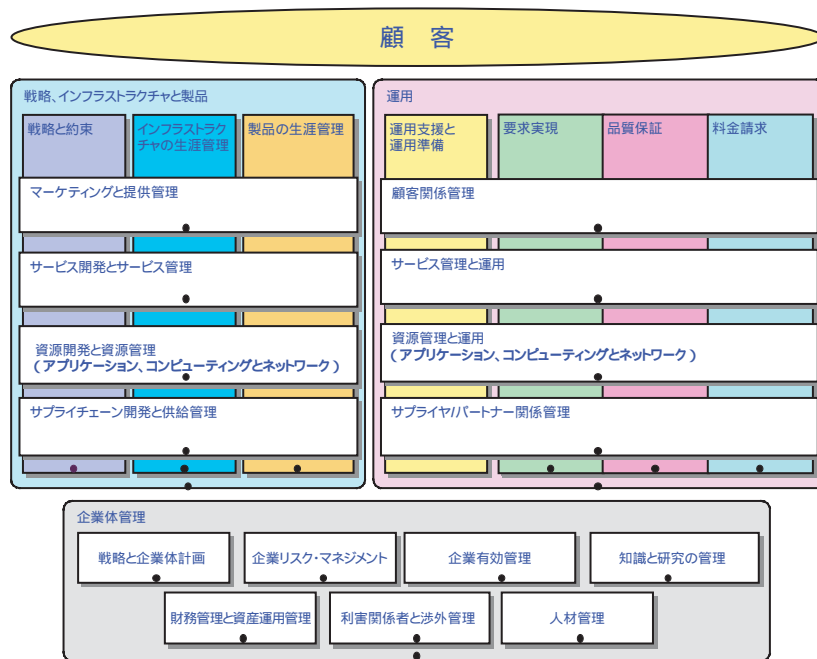 顧 客
戦略、インフラストラクチャと製品
戦略と約束
インフラストラク
チャの生涯管理
製品の生涯管理
マーケティングと提供管理
サービス開発とサービス管理
資源開発と資源管理
(アプリケーション、コンピューティングとネットワーク)
サプライチェーン開発と供給管理
運用
運用支援と
運用準備
要求実現
品質保証
料金請求
顧客関係管理
サービス管理と運用
資源管理と運用
(アプリケーション、コンピューティングとネットワーク)
サプライヤ/パートナー関係管理
企業体管理
戦略と企業体計画
企業リスク・マネジメント
企業有効管理
知識と研究の管理
財務管理と資産運用管理
利害関係者と渉外管理
人材管理